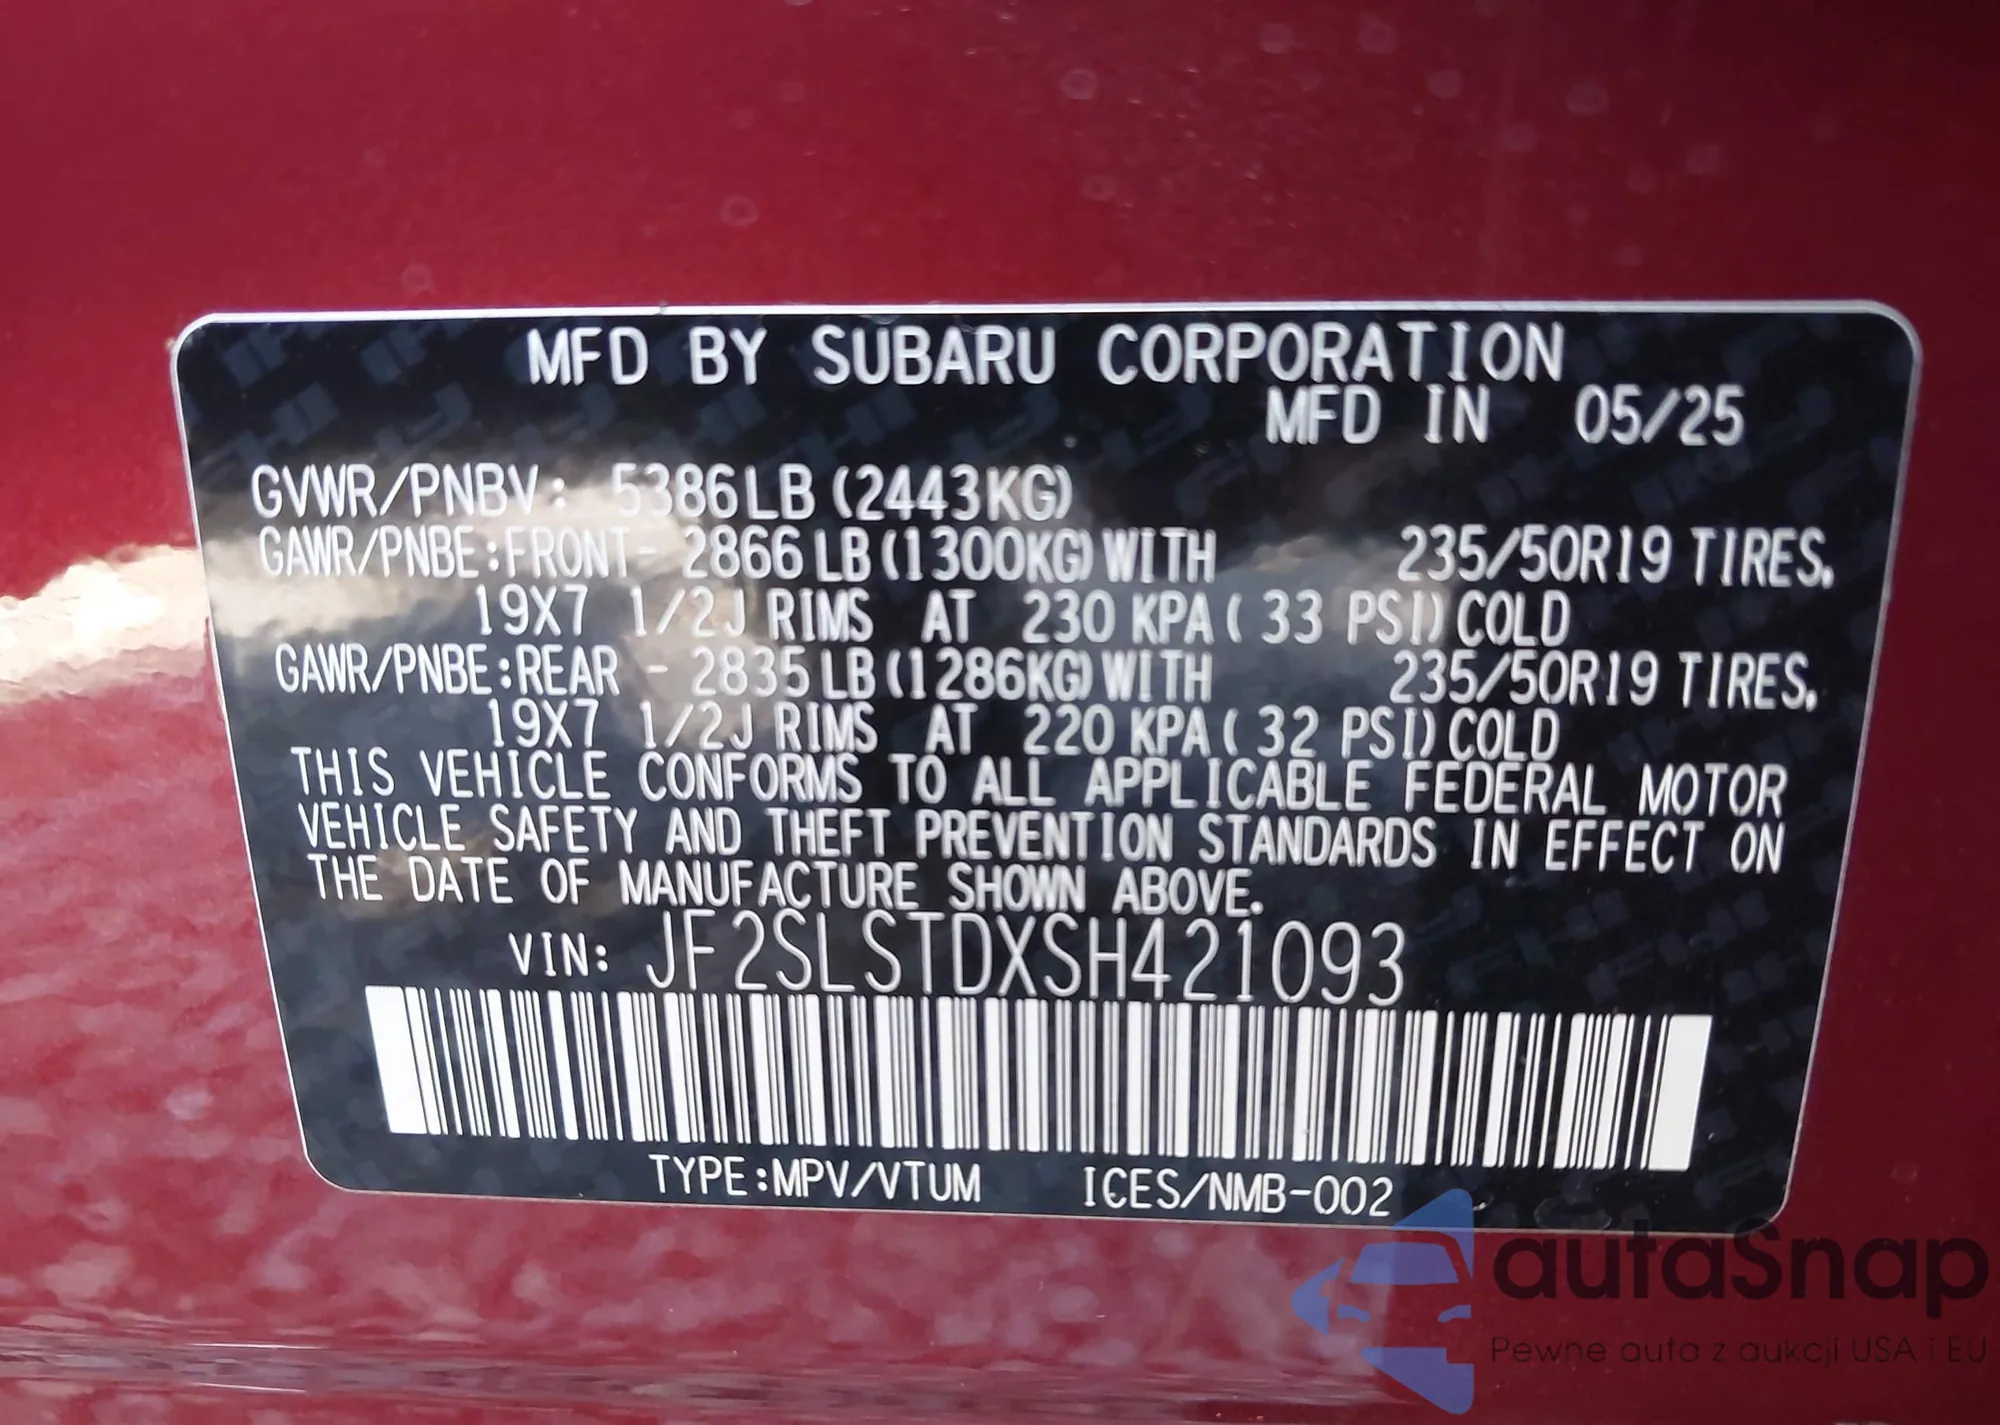 MFD BY SUBARU CORPORATION
MFD IN 05/25
GVWR/PNBV: 5386LB (2443KG)
GAWR/PNBE:FRONT- 2866LB (1300KG) WITH 235/50R19 TIRES,
19X7 1/2J RIMS AT 230 KPA ( 33 PSI) COLD
GAWR/PNBE:REAR - 2835LB (1286KG) WITH 235/50R19 TIRES,
19X7 1/2J RIMS AT 220 KPA ( 32 PSI) COLD
THIS VEHICLE CONFORMS TO ALL APPLICABLE FEDERAL MOTOR
VEHICLE SAFETY AND THEFT PREVENTION STANDARDS IN EFFECT ON
THE DATE OF MANUFACTURE SHOWN ABOVE.
VIN: JF2SLSTDXSH421093
TYPE:MPV/VTUM ICES/NMB-002
autaSnap
Pewne auta z aukcji USA i EU